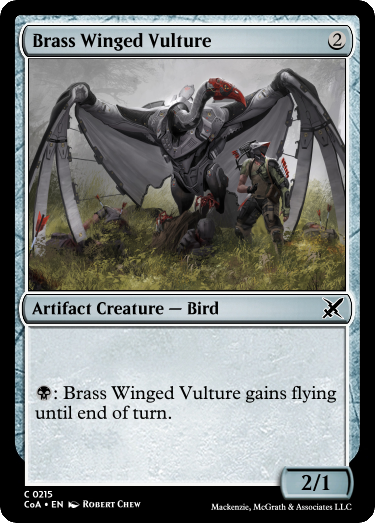 Brass Winged Vulture 2
Artifact Creature — Bird
: Brass Winged Vulture gains flying
until end of turn.
2/1
C 0215
CoA • EN Robert Chew
Mackenzie, McGrath & Associates LLC